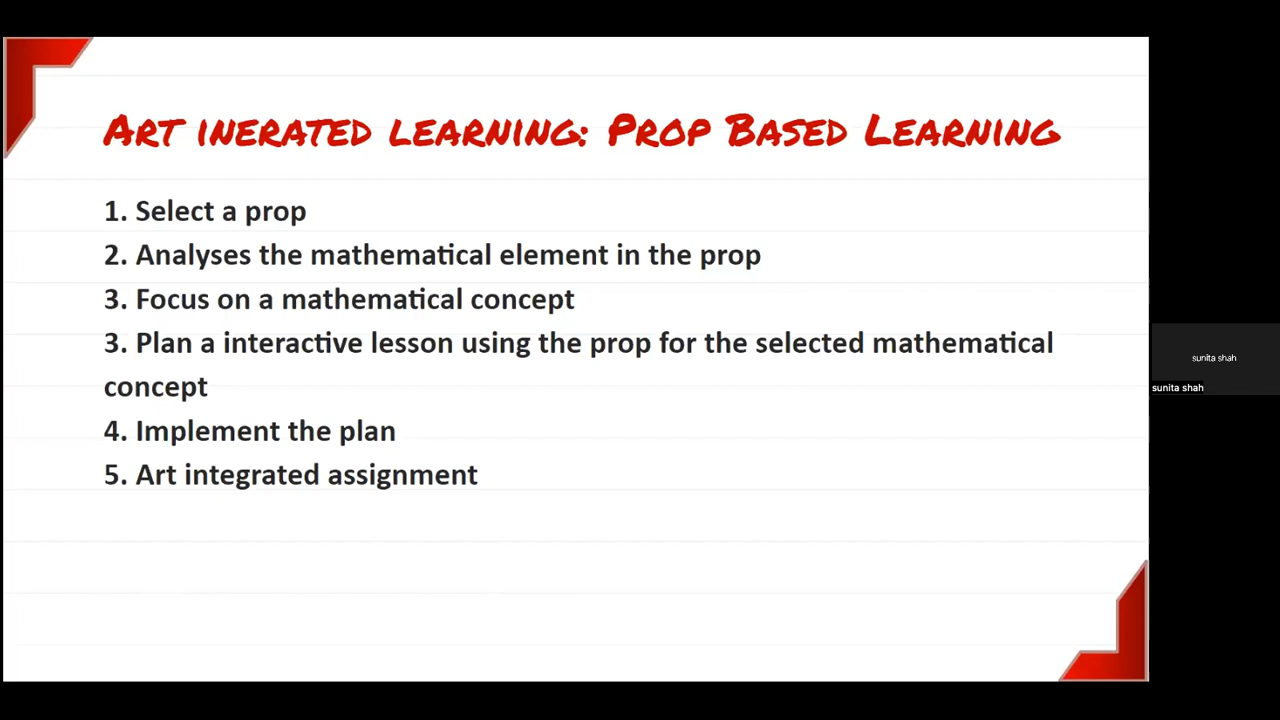 Art inerated learning: Prop Based Learning
1. Select a prop
2. Analyses the mathematical element in the prop
3. Focus on a mathematical concept
3. Plan a interactive lesson using the prop for the selected mathematical
concept
4. Implement the plan
5. Art integrated assignment
sunita shah
sunita shah